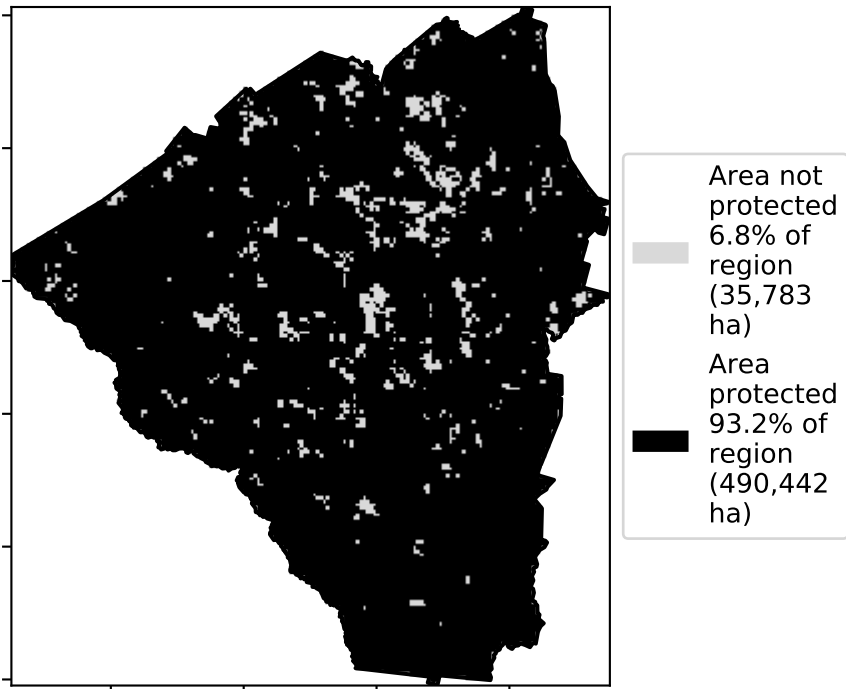 Area not
protected
6.8% of
region
(35,783
ha)
Area
protected
93.2% of
region
(490,442
ha)